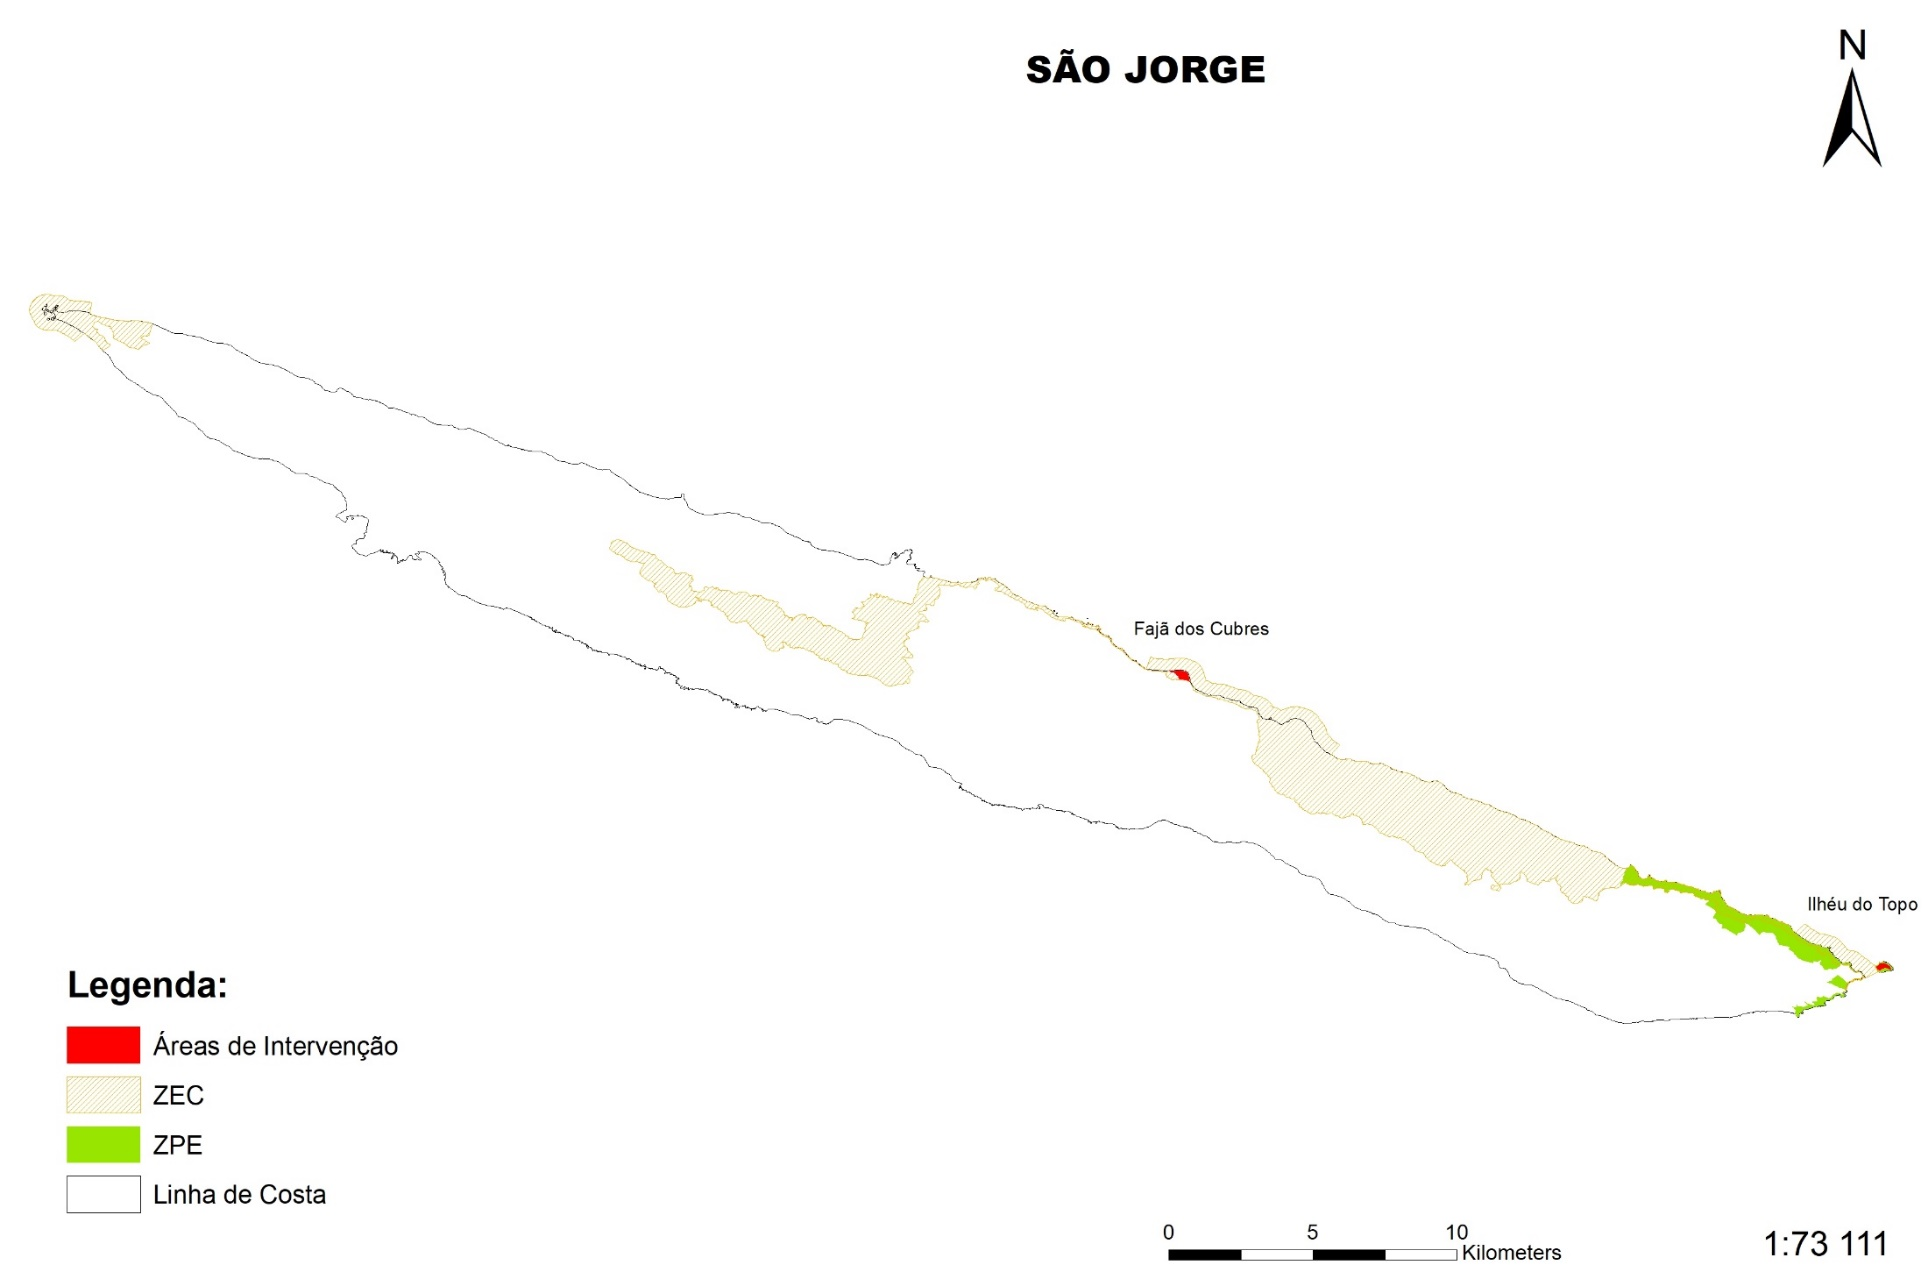 SÃO JORGE
N
Fajã dos Cubres
Ilhéu do Topo
Legenda:
Áreas de Intervenção
ZEC
ZPE
Linha de Costa
0 5 10
Kilometers
1:73 111